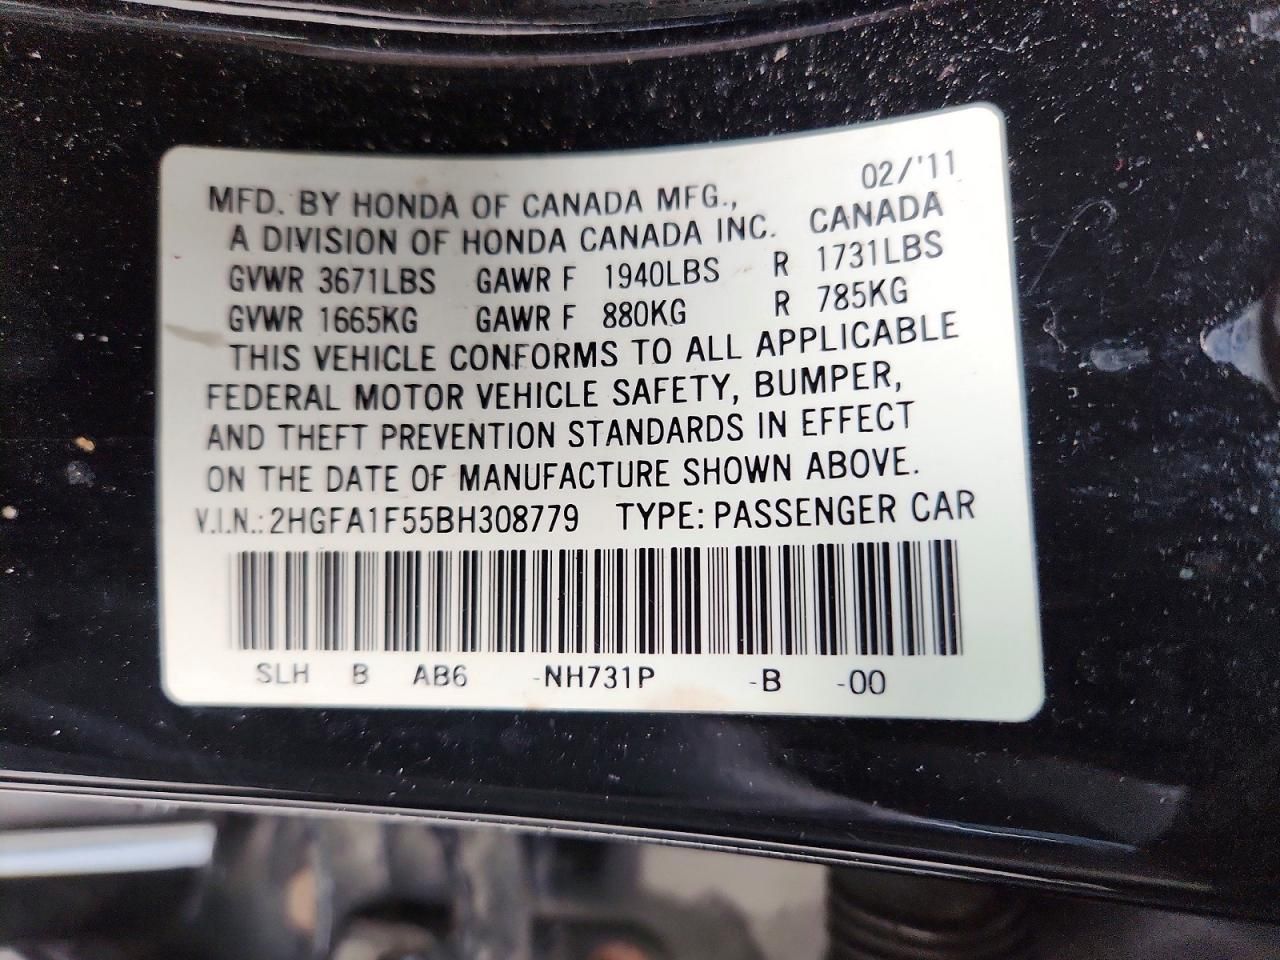 02/'11
MFD. BY HONDA OF CANADA MFG.,
A DIVISION OF HONDA CANADA INC. CANADA
GVWR 3671LBS GAWR F 1940LBS R 1731LBS
GVWR 1665KG GAWR F 880KG R 785KG
THIS VEHICLE CONFORMS TO ALL APPLICABLE
FEDERAL MOTOR VEHICLE SAFETY, BUMPER,
AND THEFT PREVENTION STANDARDS IN EFFECT
ON THE DATE OF MANUFACTURE SHOWN ABOVE.
V.I.N.: 2HGFA1F55BH308779 TYPE: PASSENGER CAR
SLH B AB6 -NH731P -B -00